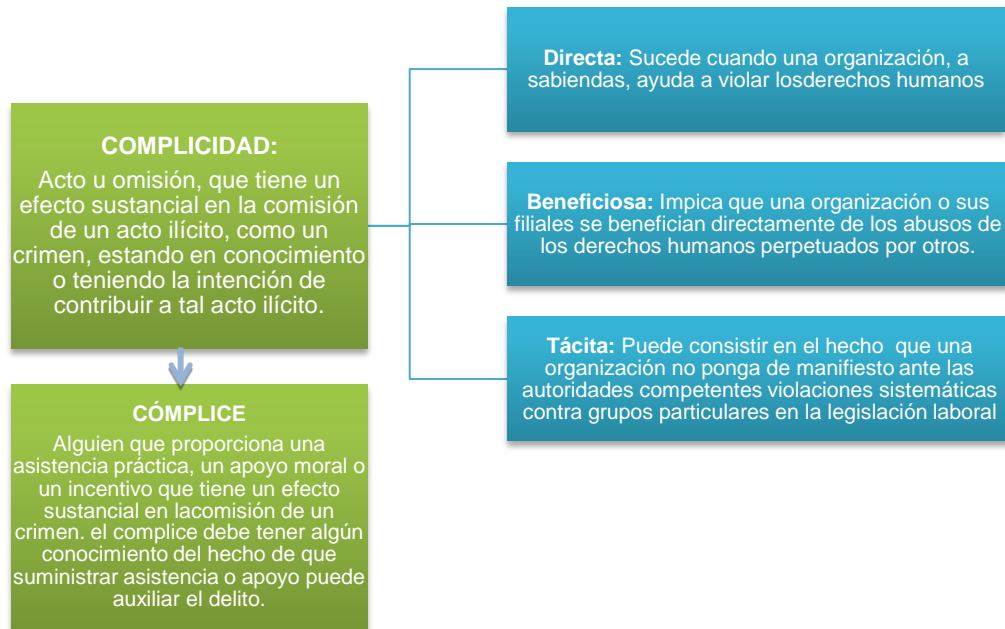 COMPLICIDAD:
Acto u omisión, que tiene un
efecto sustancial en la comisión
de un acto ilícito, como un
crimen, estando en conocimiento
o teniendo la intención de
contribuir a tal acto ilícito.
CÓMPLICE
Alguien que proporciona una
asistencia práctica, un apoyo moral o
un incentivo que tiene un efecto
sustancial en lacomisión de un
crimen. el complice debe tener algún
conocimiento del hecho de que
suministrar asistencia o apoyo puede
auxiliar el delito.
Directa: Sucede cuando una organización, a
sabiendas, ayuda a violar losderechos humanos
Beneficiosa: Impica que una organización o sus
filiales se benefician directamente de los abusos de
los derechos humanos perpetuados por otros.
Tácita: Puede consistir en el hecho que una
organización no ponga de manifiesto ante las
autoridades competentes violaciones sistemáticas
contra grupos particulares en la legislación laboral